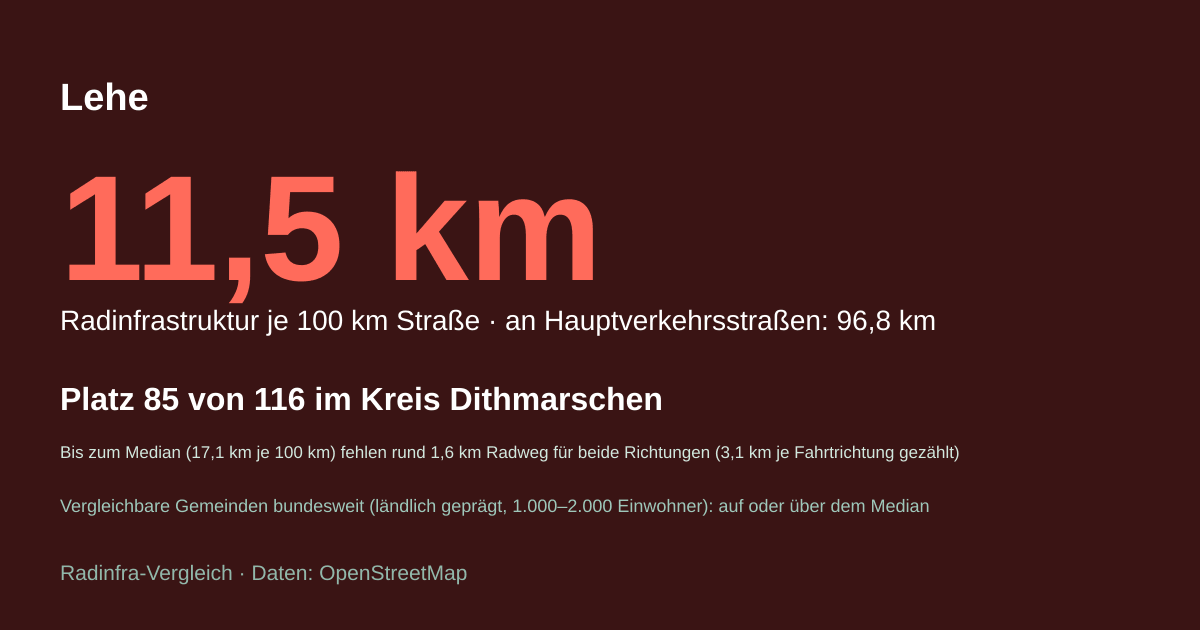 Lehe
11,5 km
Radinfrastruktur je 100 km Straße · an Hauptverkehrsstraßen: 96,8 km
Platz 85 von 116 im Kreis Dithmarschen
Bis zum Median (17,1 km je 100 km) fehlen rund 1,6 km Radweg für beide Richtungen (3,1 km je Fahrtrichtung gezählt)
Vergleichbare Gemeinden bundesweit (ländlich geprägt, 1.000–2.000 Einwohner): auf oder über dem Median
Radinfra-Vergleich · Daten: OpenStreetMap